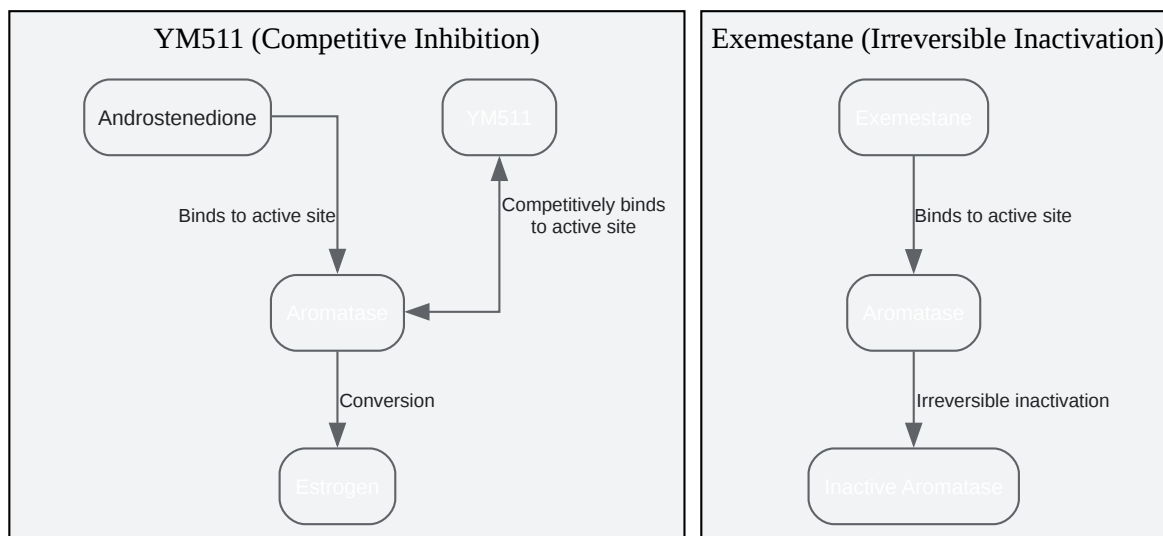 YM511 (Competitive Inhibition)
Androstenedione
YM511
Binds to active site
Competitively binds
to active site
Aromatase
Conversion
Estrogen
Exemestane (Irreversible Inactivation)
Exemestane
Binds to active site
Aromatase
Irreversible inactivation
Inactive Aromatase